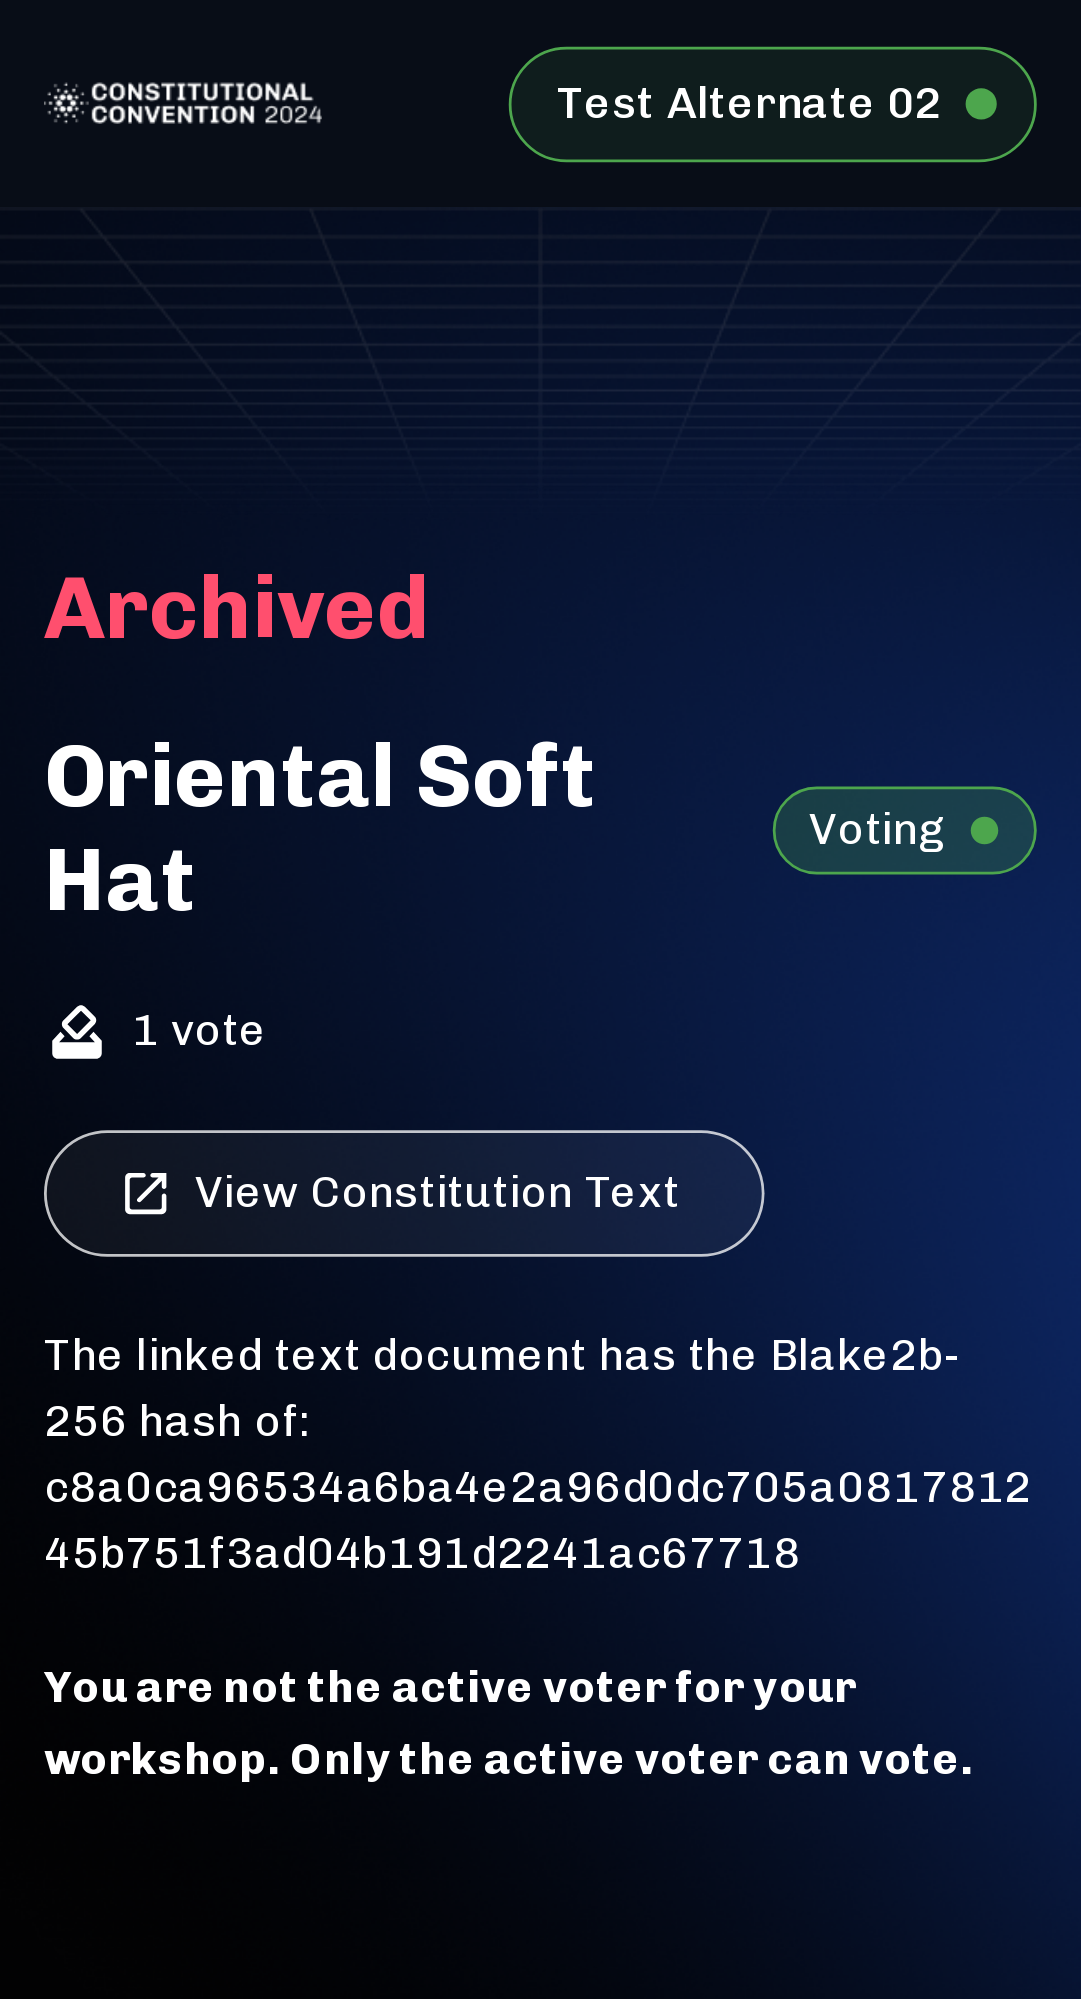 CONSTITUTIONAL
CONVENTION 2024
Test Alternate 02
Archived
Oriental Soft
Hat
Voting
1 vote
View Constitution Text
The linked text document has the Blake2b-
256 hash of:
c8a0ca96534a6ba4e2a96d0dc705a0817812
45b751f3ad04b191d2241ac67718
You are not the active voter for your
workshop. Only the active voter can vote.